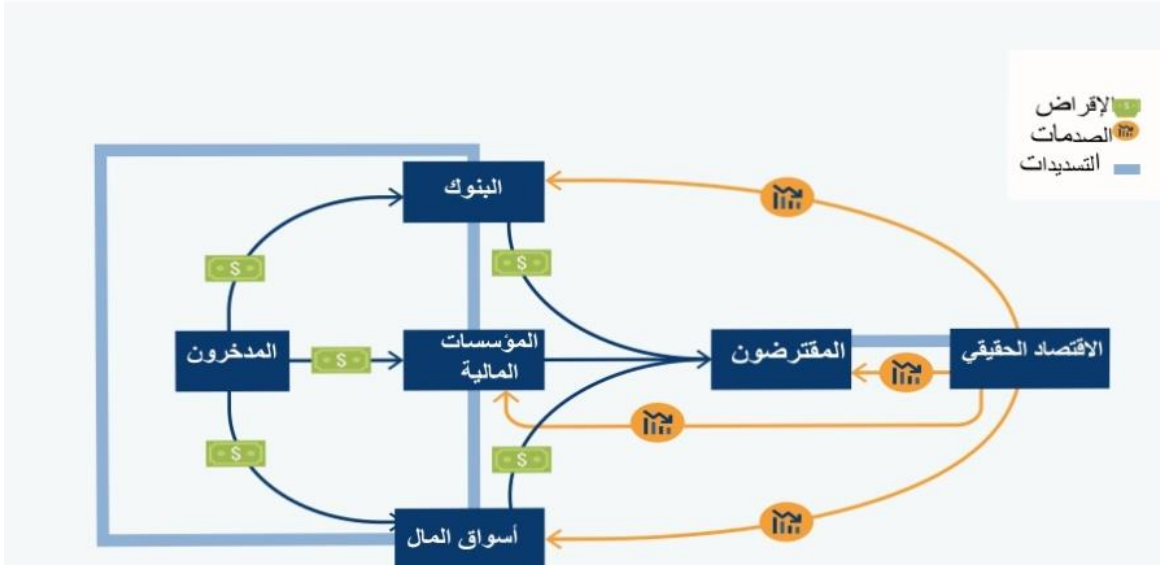 الإقراض
الصدمات
التسديدات
البنوك
المدخرون
المؤسسات
المالية
المقترضون
الاقتصاد الحقيقي
أسواق المال
$
$
$
$
$